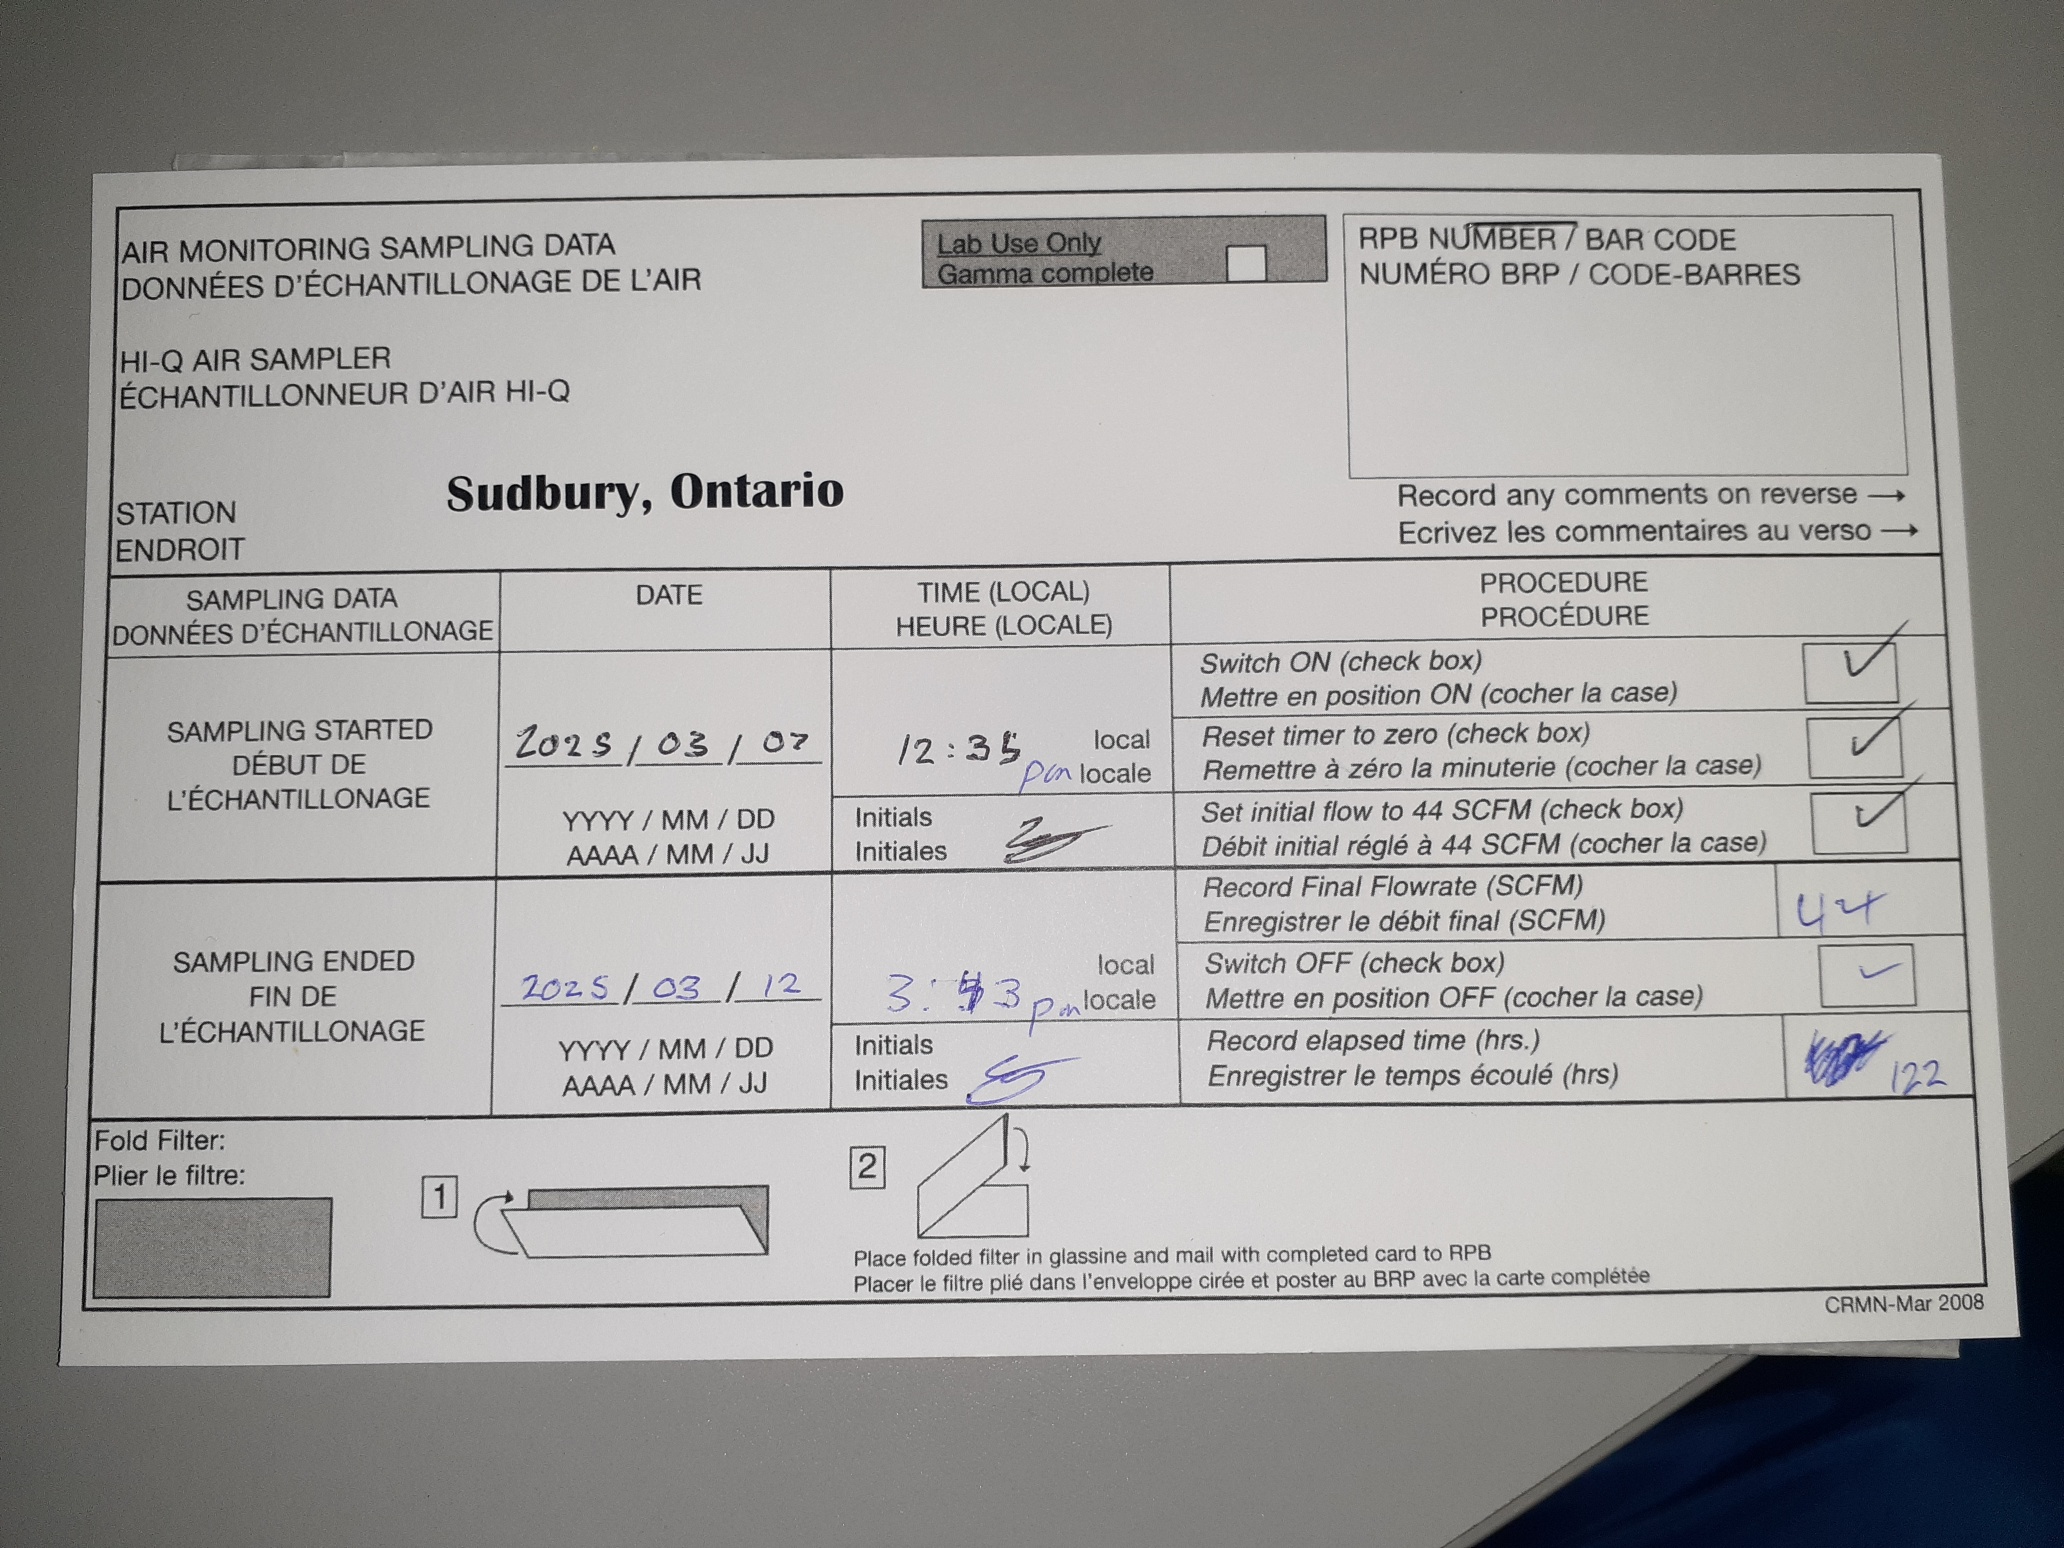 AIR MONITORING SAMPLING DATA
DONNÉES D'ÉCHANTILLONAGE DE L'AIR
HI-Q AIR SAMPLER
ÉCHANTILLONNEUR D'AIR HI-Q
Lab Use Only
Gamma complete
RPB NUMBER / BAR CODE
NUMÉRO BRP / CODE-BARRES
Record any comments on reverse →
Ecrivez les commentaires au verso →
STATION
ENDROIT
Sudbury, Ontario
SAMPLING DATA
DONNÉES D'ÉCHANTILLONAGE
DATE
TIME (LOCAL)
HEURE (LOCALE)
PROCEDURE
PROCÉDURE
SAMPLING STARTED
DÉBUT DE
L'ÉCHANTILLONAGE
2025 / 03 / 07
YYYY / MM / DD
AAAA / MM / JJ
12:35 local
pm locale
Initials
Initiales
Switch ON (check box)
Mettre en position ON (cocher la case)
Reset timer to zero (check box)
Remettre à zéro la minuterie (cocher la case)
Set initial flow to 44 SCFM (check box)
Débit initial réglé à 44 SCFM (cocher la case)
SAMPLING ENDED
FIN DE
L'ÉCHANTILLONAGE
2025 / 03 / 12
YYYY / MM / DD
AAAA / MM / JJ
local
pm locale
Initials
Initiales
Record Final Flowrate (SCFM)
Enregistrer le débit final (SCFM)
44
Switch OFF (check box)
Mettre en position OFF (cocher la case)
Record elapsed time (hrs.)
Enregistrer le temps écoulé (hrs)
122
Fold Filter:
Plier le filtre:
1
2
Place folded filter in glassine and mail with completed card to RPB
Placer le filtre plié dans l'enveloppe cirée et poster au BRP avec la carte complétée
CRMN-Mar 2008